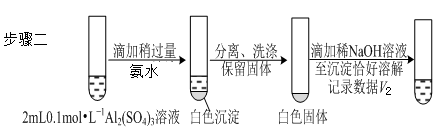 步骤二
滴加稍过量
氨水
分离、洗涤
保留固体
滴加稀NaOH溶液
至沉淀恰好溶解
记录数据V₂
2mL0.1mol•L⁻¹Al₂(SO₄)₃溶液
白色沉淀
白色固体